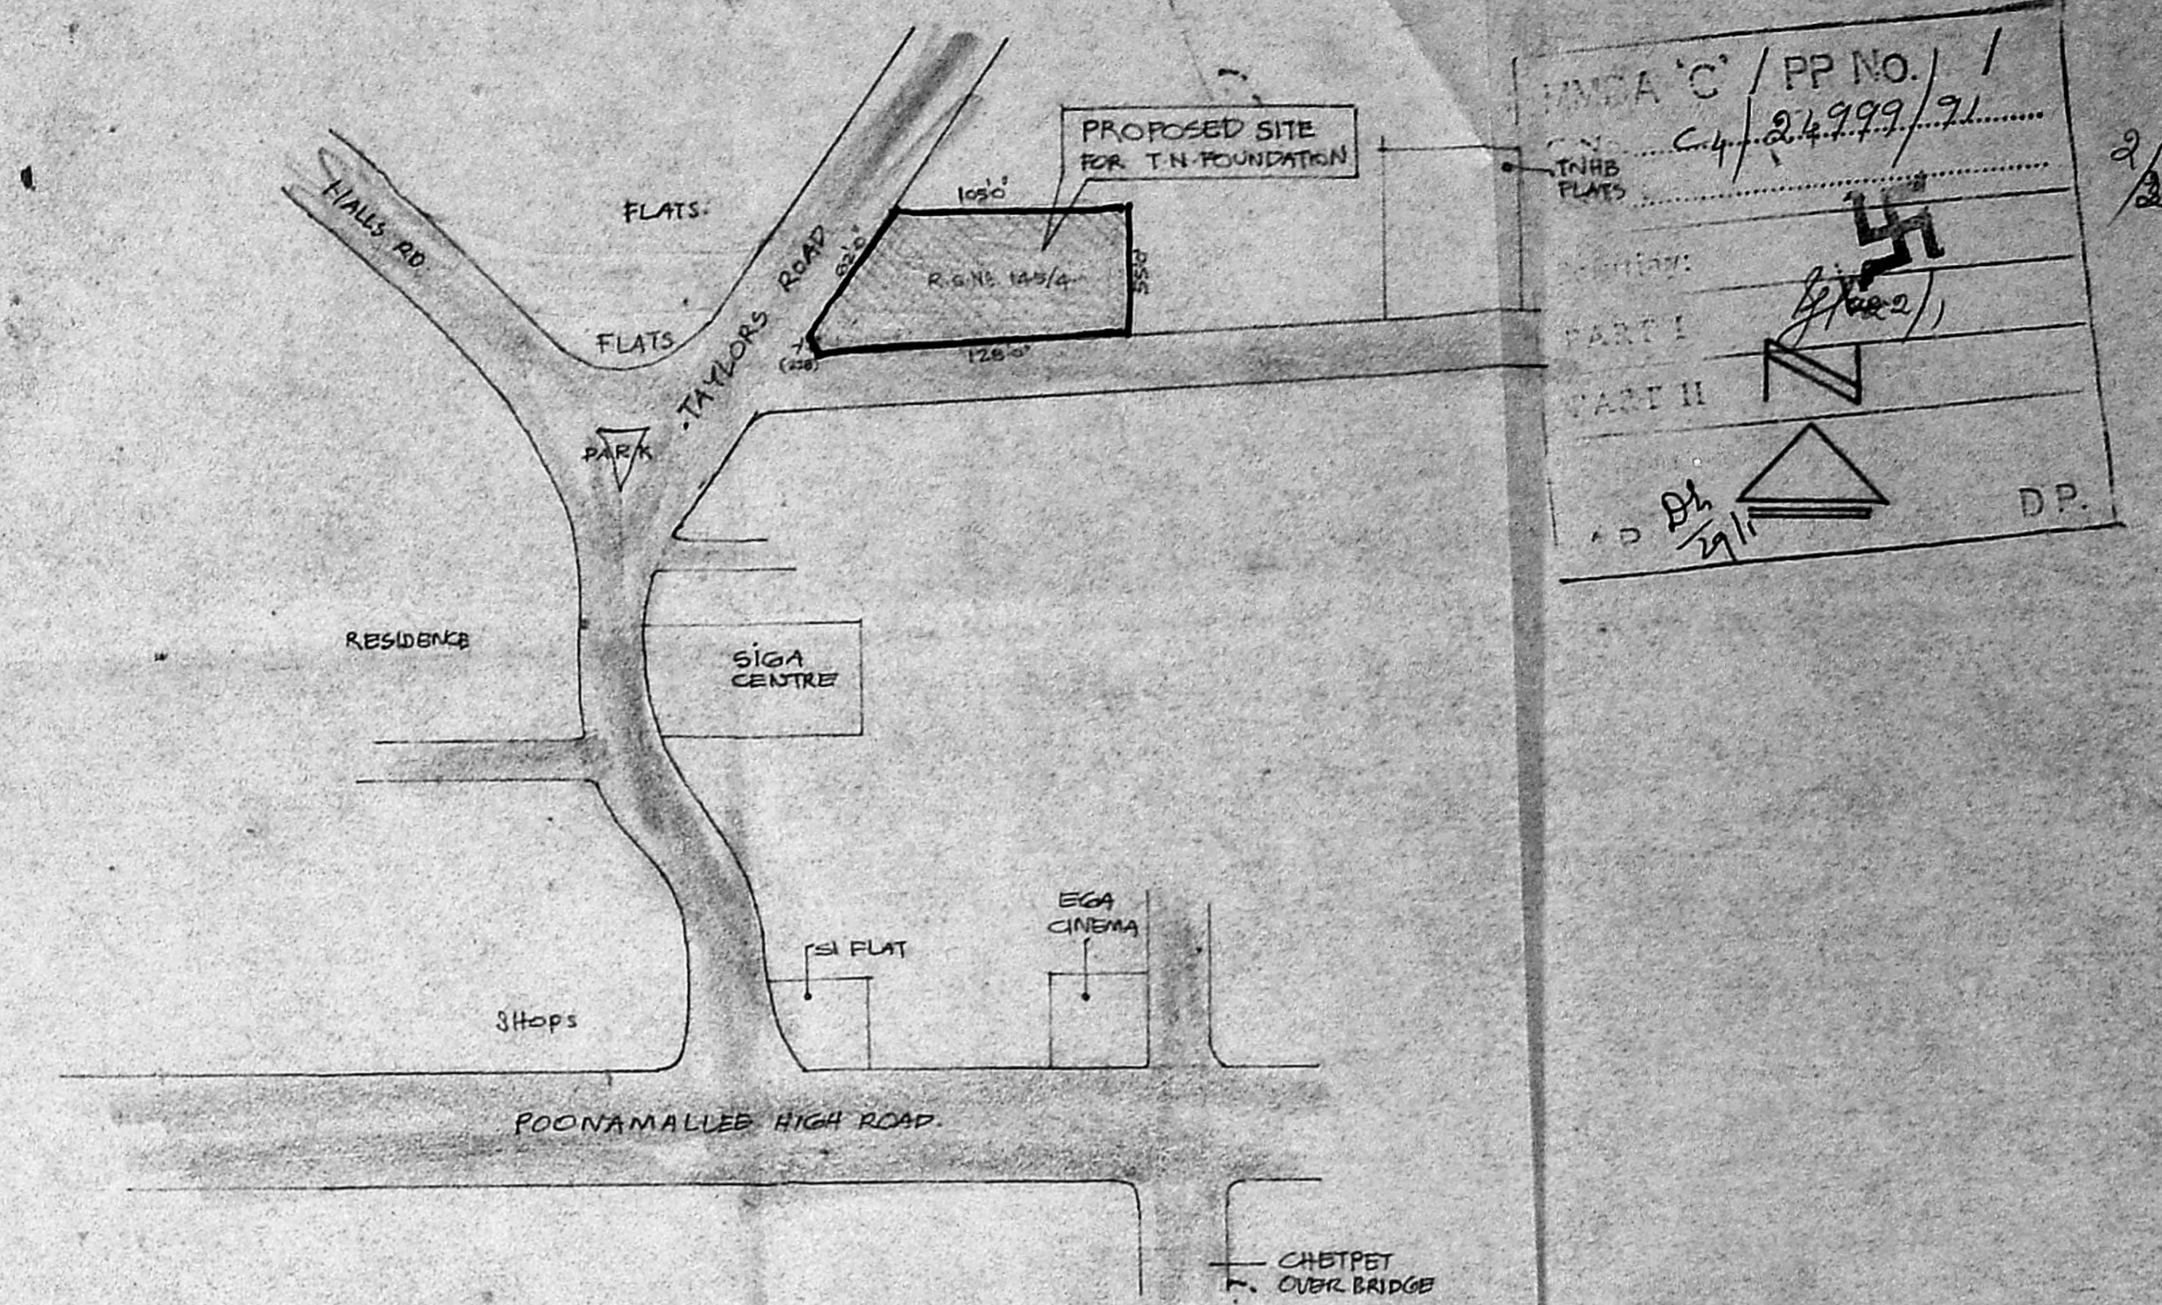 MMDA 'C' / PP NO. /
C4/24999/91
PROPOSED SITE
FOR T.N. FOUNDATION
TNHB
FLATS
HALLS RD.
FLATS.
105'0"
TAYLORS ROAD
R.S.No. 145/4
55'0"
128'0"
FLATS
PART I
PART II
N
PARK
D.P.
RESIDENCE
SIGA
CENTRE
EGA
CINEMA
SI FLAT
SHOPS
POONAMALLEE HIGH ROAD.
CHETPET
OVER BRIDGE